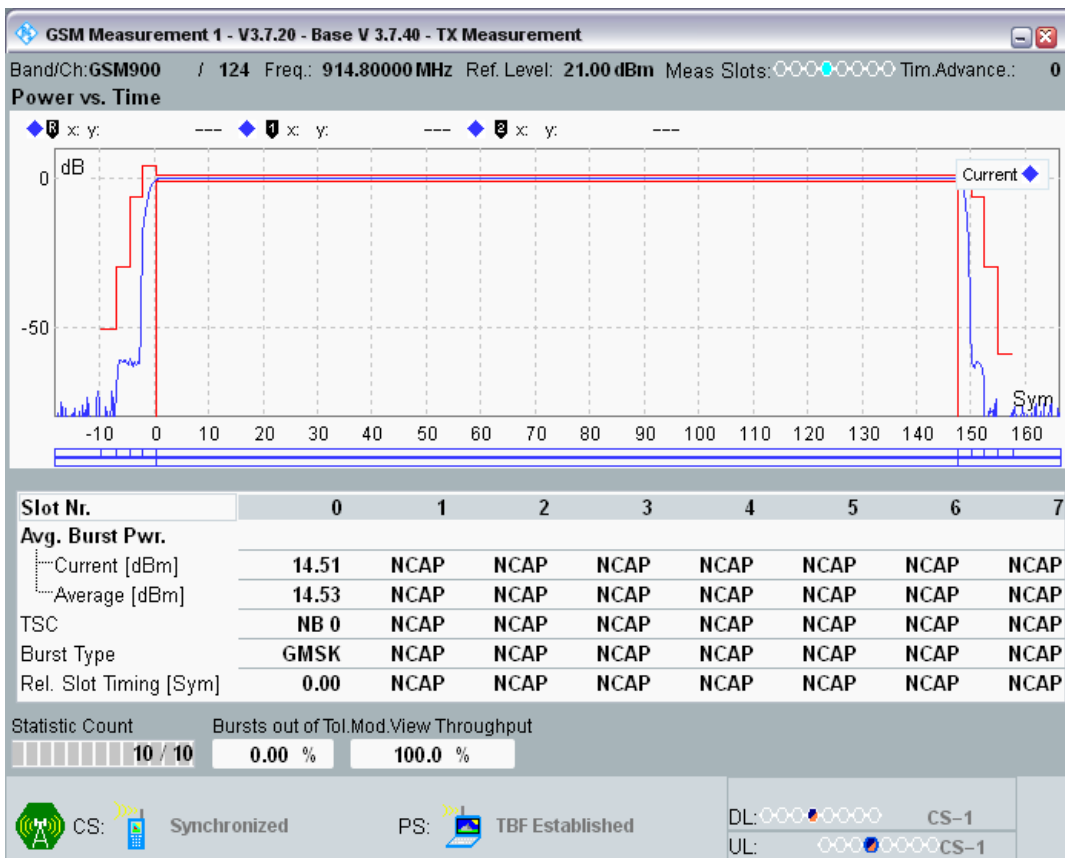 GSM Measurement 1 - V3.7.20 - Base V 3.7.40 - TX Measurement
Band/Ch:GSM900 / 124 Freq.: 914.80000 MHz Ref. Level: 21.00 dBm Meas Slots: Tim.Advance.: 0
Power vs. Time
R x: y: --- 1 x: y: --- 2 x: y: ---
dB
Current
0
-50
Sym
-10 0 10 20 30 40 50 60 70 80 90 100 110 120 130 140 150 160
Slot Nr. 0 1 2 3 4 5 6 7
Avg. Burst Pwr.
Current [dBm] 14.51 NCAP NCAP NCAP NCAP NCAP NCAP NCAP
Average [dBm] 14.53 NCAP NCAP NCAP NCAP NCAP NCAP NCAP
TSC NB 0 NCAP NCAP NCAP NCAP NCAP NCAP NCAP
Burst Type GMSK NCAP NCAP NCAP NCAP NCAP NCAP NCAP
Rel. Slot Timing [Sym] 0.00 NCAP NCAP NCAP NCAP NCAP NCAP NCAP
Statistic Count Bursts out of Tol. Mod.View Throughput
10 / 10 0.00 % 100.0 %
CS: Synchronized PS: TBF Established DL: CS-1
UL: CS-1